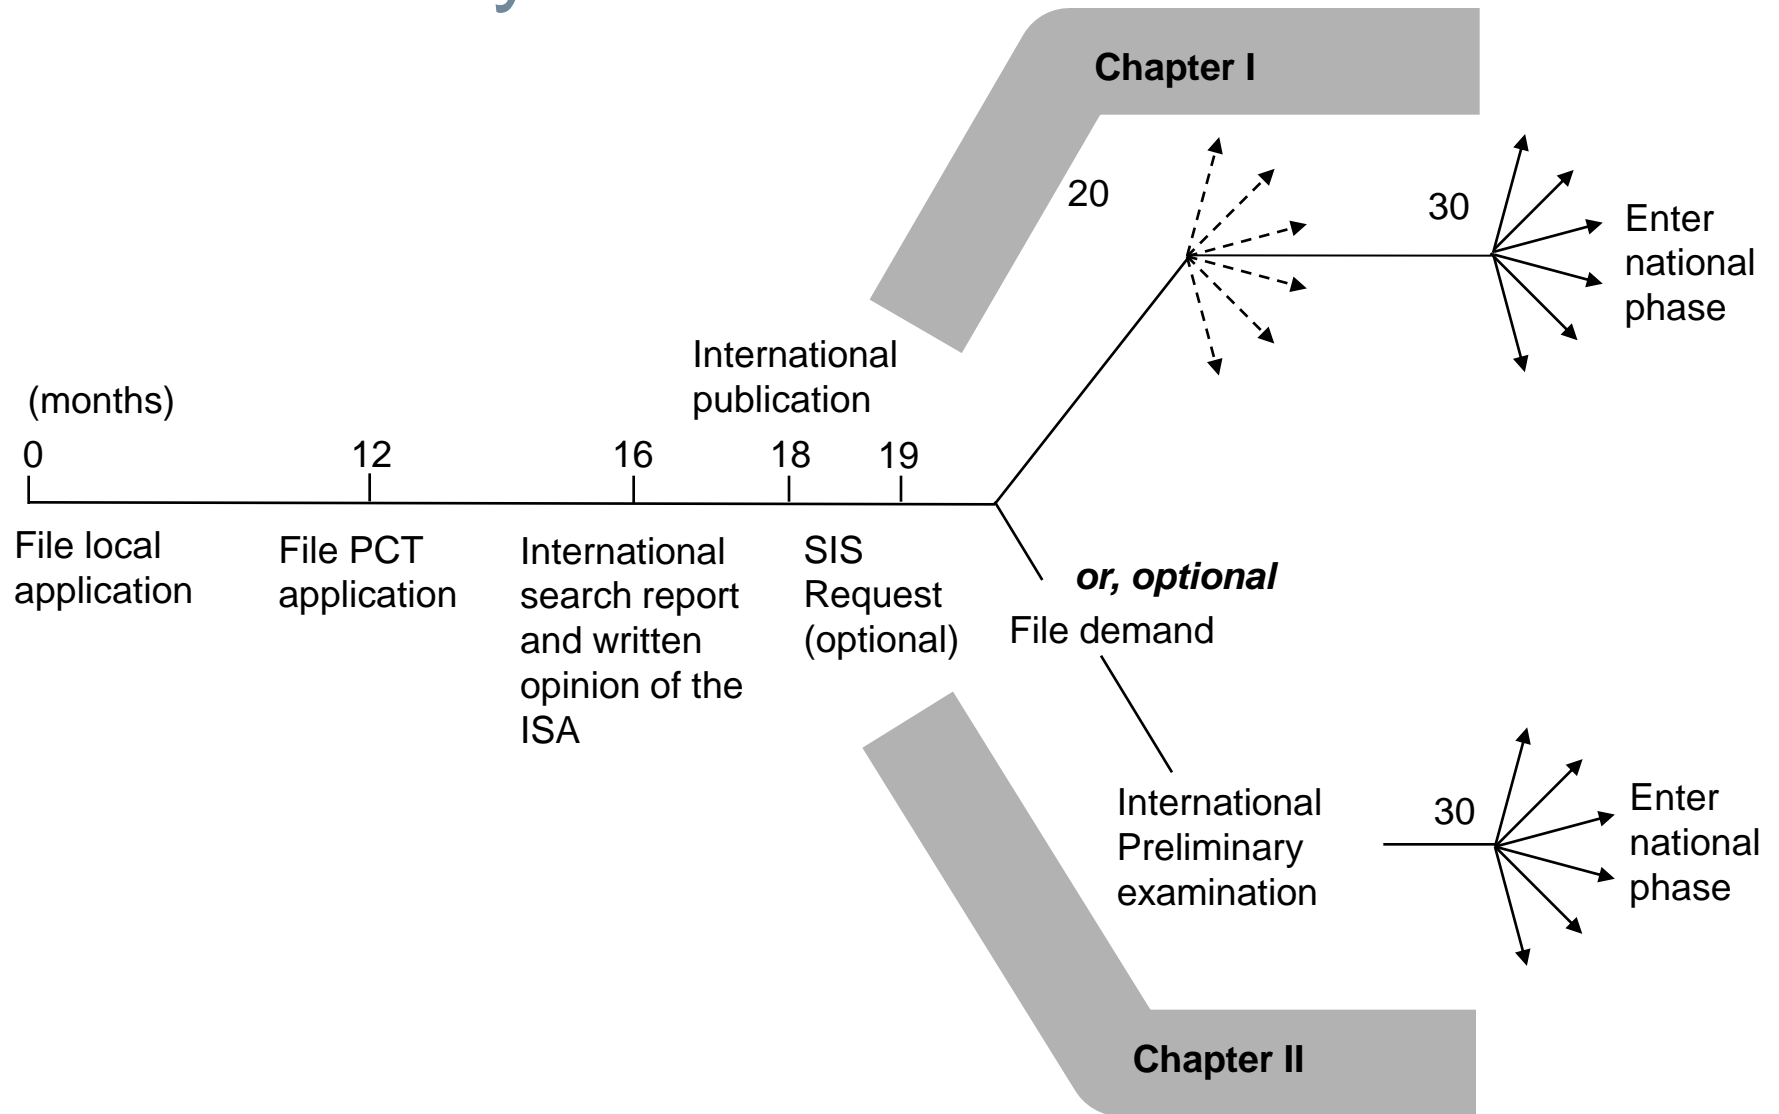 Chapter I
20
30
Enter
national
phase
International
publication
(months)
0
12
16
18
19
File local
application
File PCT
application
International
search report
and written
opinion of the
ISA
SIS
Request
(optional)
or, optional
File demand
International
Preliminary
examination
30
Enter
national
phase
Chapter II